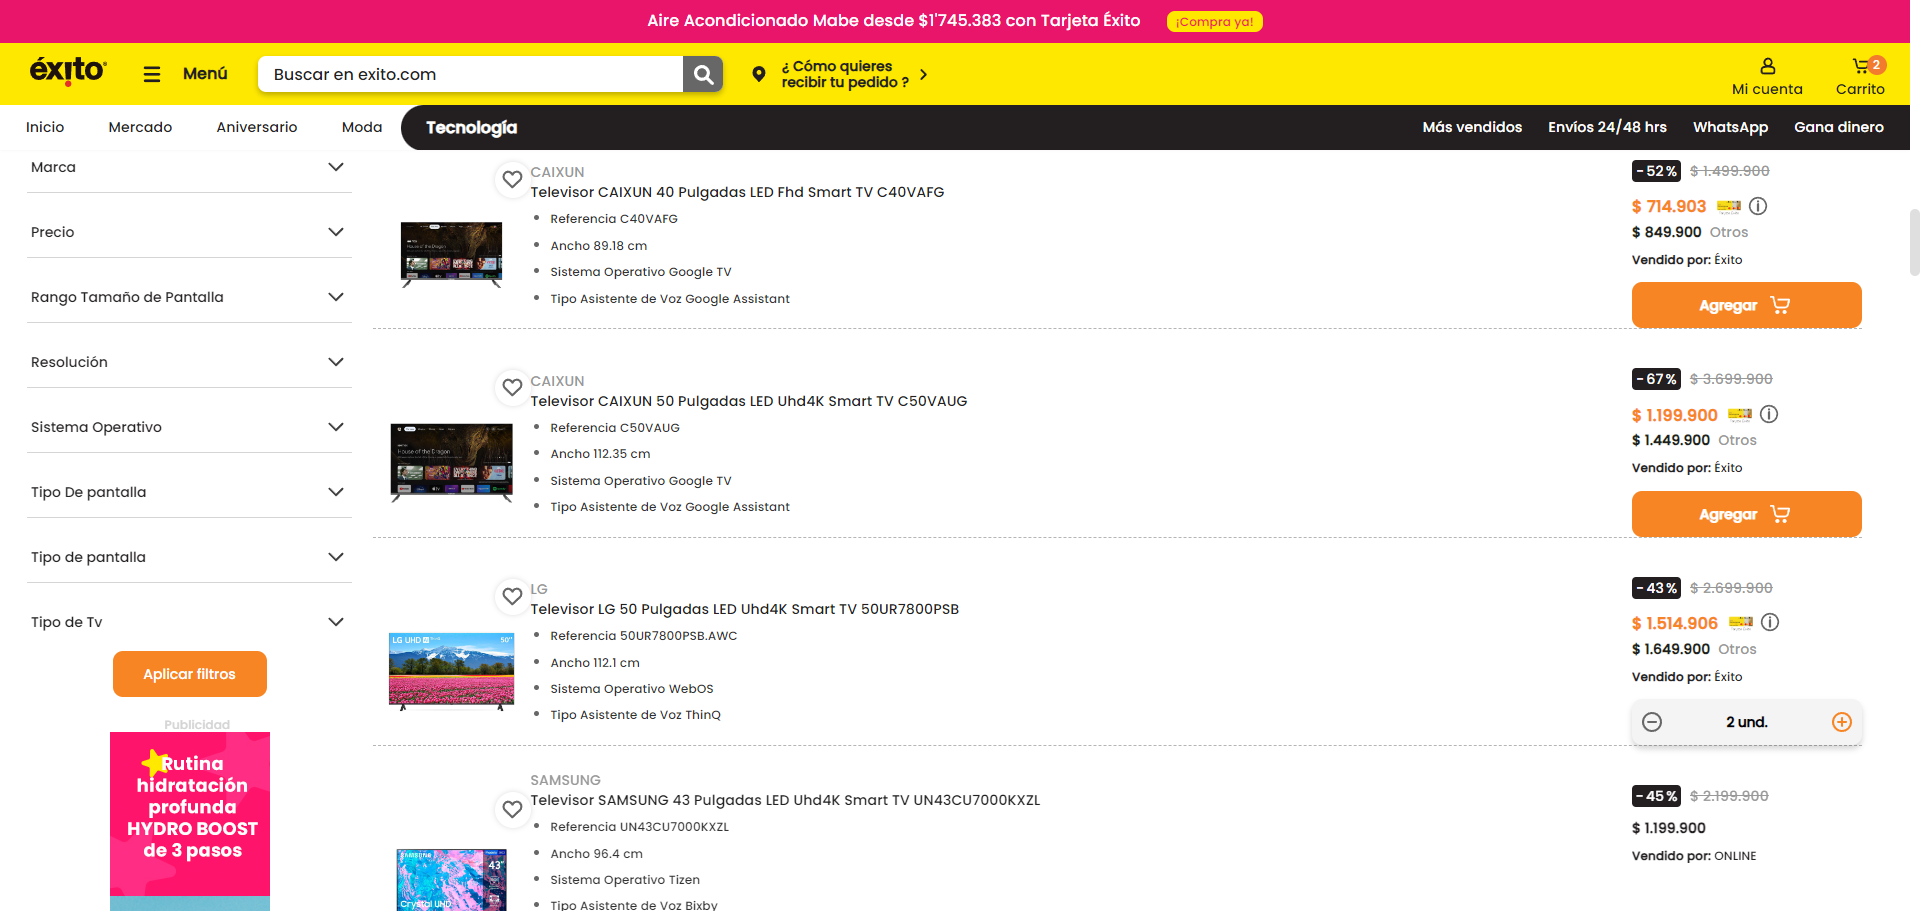 Aire Acondicionado Mabe desde $1'745.383 con Tarjeta Éxito ¡Compra ya!
éxito
Menú
Buscar en exito.com
¿ Cómo quieres
recibir tu pedido ?
Mi cuenta
2
Carrito
Inicio Mercado Aniversario Moda Tecnología Más vendidos Envíos 24/48 hrs WhatsApp Gana dinero
Marca
Precio
Rango Tamaño de Pantalla
Resolución
Sistema Operativo
Tipo De pantalla
Tipo de pantalla
Tipo de Tv
Aplicar filtros
Publicidad
Rutina
hidratación
profunda
HYDRO BOOST
de 3 pasos
CAIXUN
Televisor CAIXUN 40 Pulgadas LED Fhd Smart TV C40VAFG
Referencia C40VAFG
Ancho 89.18 cm
Sistema Operativo Google TV
Tipo Asistente de Voz Google Assistant
-52% $ 1.499.900
$ 714.903
$ 849.900 Otros
Vendido por: Éxito
Agregar
CAIXUN
Televisor CAIXUN 50 Pulgadas LED Uhd4K Smart TV C50VAUG
Referencia C50VAUG
Ancho 112.35 cm
Sistema Operativo Google TV
Tipo Asistente de Voz Google Assistant
-67% $ 3.699.900
$ 1.199.900
$ 1.449.900 Otros
Vendido por: Éxito
Agregar
LG
Televisor LG 50 Pulgadas LED Uhd4K Smart TV 50UR7800PSB
LG UHD
50"
Referencia 50UR7800PSB.AWC
Ancho 112.1 cm
Sistema Operativo WebOS
Tipo Asistente de Voz ThinQ
-43% $ 2.699.900
$ 1.514.906
$ 1.649.900 Otros
Vendido por: Éxito
2 und.
SAMSUNG
Televisor SAMSUNG 43 Pulgadas LED Uhd4K Smart TV UN43CU7000KXZL
SAMSUNG
43"
Crystal UHD
Referencia UN43CU7000KXZL
Ancho 96.4 cm
Sistema Operativo Tizen
Tipo Asistente de Voz Bixby
-45% $ 2.199.900
$ 1.199.900
Vendido por: ONLINE